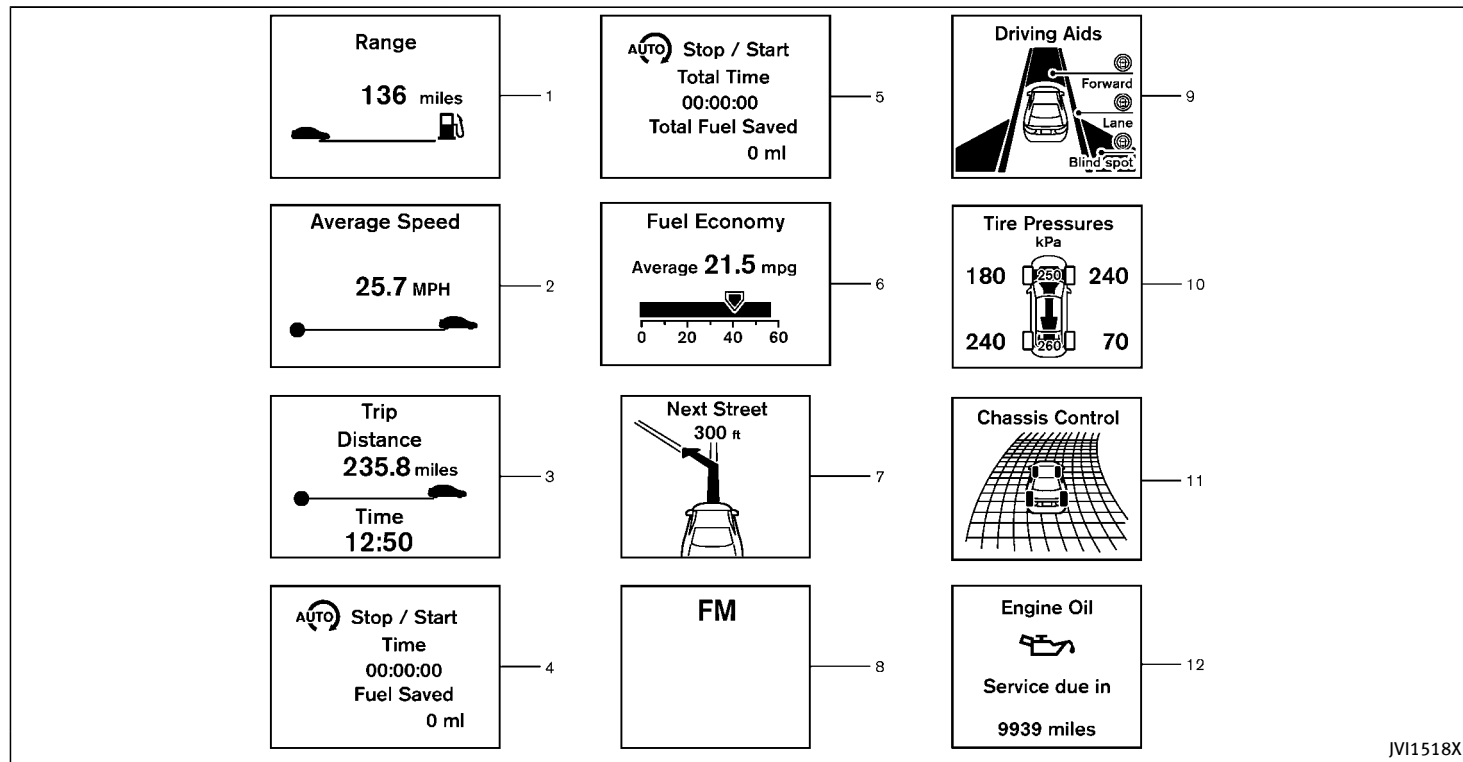 Range
136 miles
1
Average Speed
25.7 MPH
2
Trip
Distance
235.8 miles
Time
12:50
3
AUTO Stop / Start
Time
00:00:00
Fuel Saved
0 ml
4
AUTO Stop / Start
Total Time
00:00:00
Total Fuel Saved
0 ml
5
Fuel Economy
Average 21.5 mpg
0 20 40 60
6
Next Street
300 ft
7
FM
8
Driving Aids
Forward
Lane
Blind spot
9
Tire Pressures
kPa
180 250 240
240 260 70
10
Chassis Control
11
Engine Oil
Service due in
9939 miles
12
JVI1518X